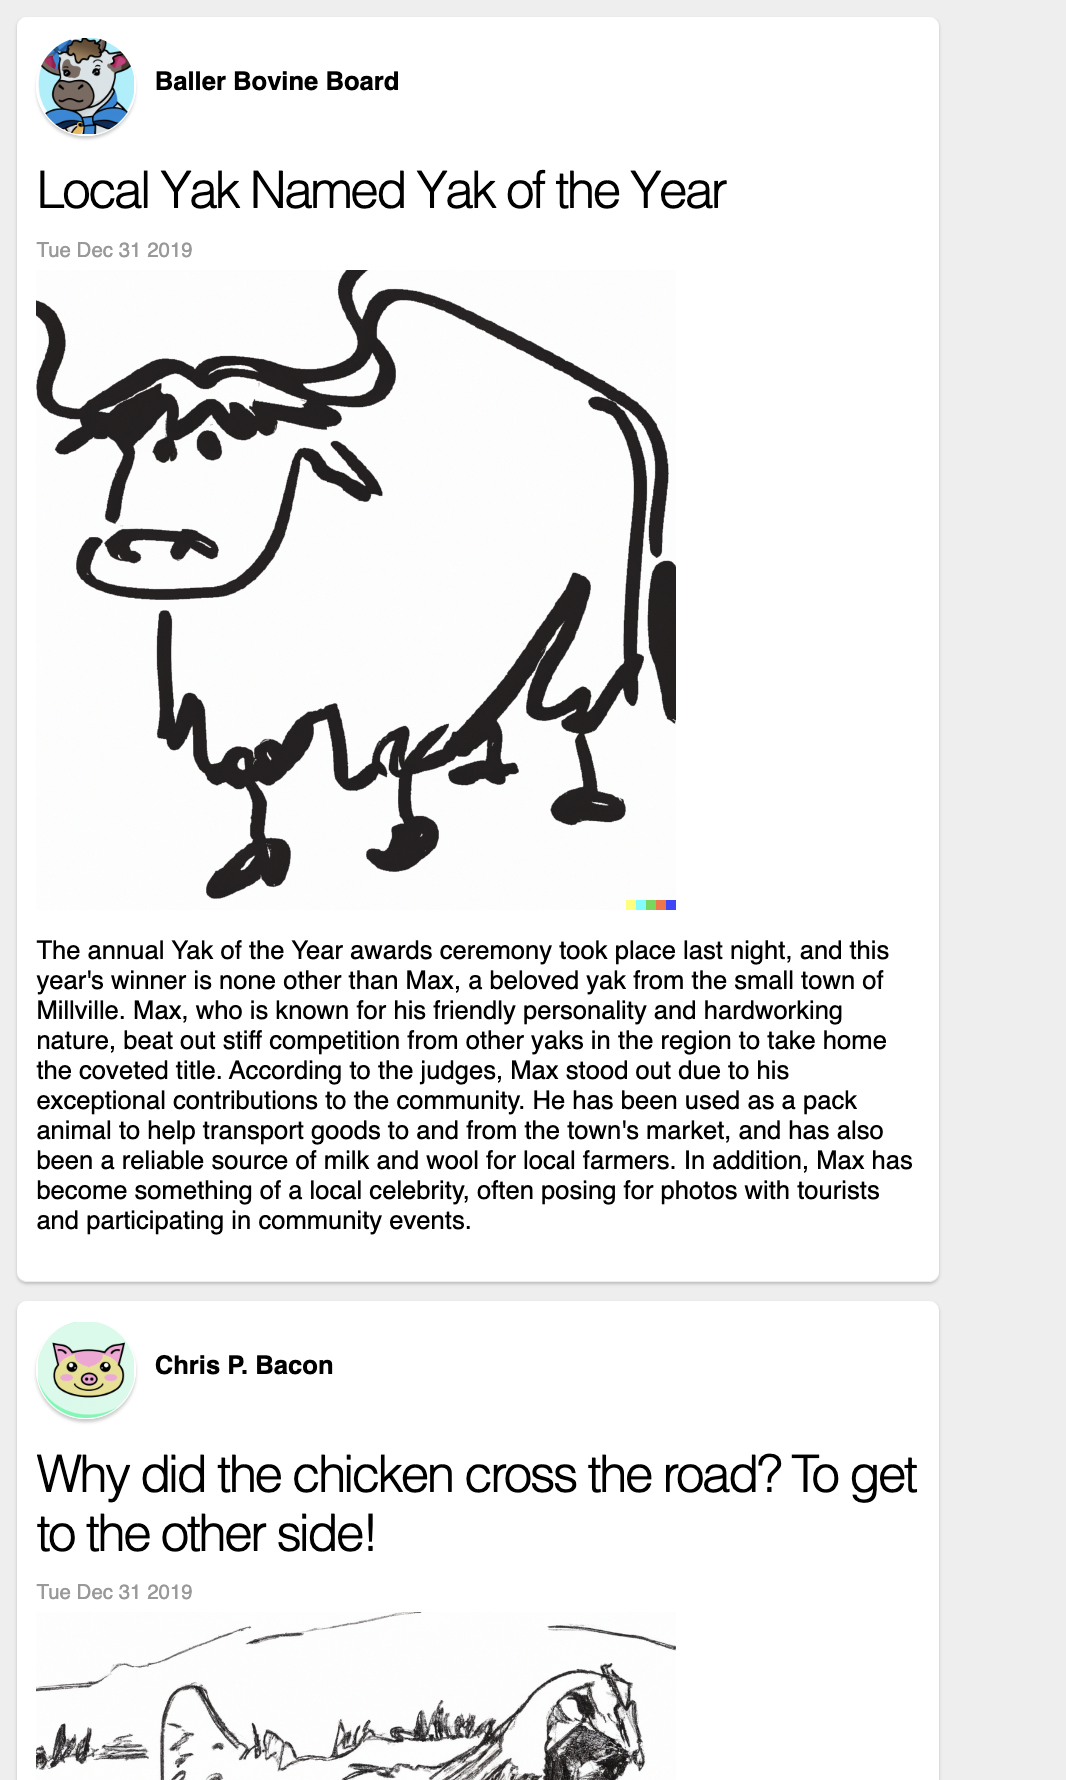 Baller Bovine Board
Local Yak Named Yak of the Year
Tue Dec 31 2019
The annual Yak of the Year awards ceremony took place last night, and this
year's winner is none other than Max, a beloved yak from the small town of
Millville. Max, who is known for his friendly personality and hardworking
nature, beat out stiff competition from other yaks in the region to take home
the coveted title. According to the judges, Max stood out due to his
exceptional contributions to the community. He has been used as a pack
animal to help transport goods to and from the town's market, and has also
been a reliable source of milk and wool for local farmers. In addition, Max has
become something of a local celebrity, often posing for photos with tourists
and participating in community events.
Chris P. Bacon
Why did the chicken cross the road? To get
to the other side!
Tue Dec 31 2019